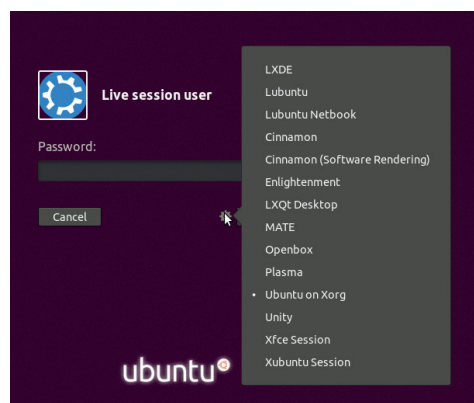 Live session user
Password:
Cancel
LXDE
Lubuntu
Lubuntu Netbook
Cinnamon
Cinnamon (Software Rendering)
Enlightenment
LXQt Desktop
MATE
Openbox
Plasma
• Ubuntu on Xorg
Unity
Xfce Session
Xubuntu Session
ubuntu